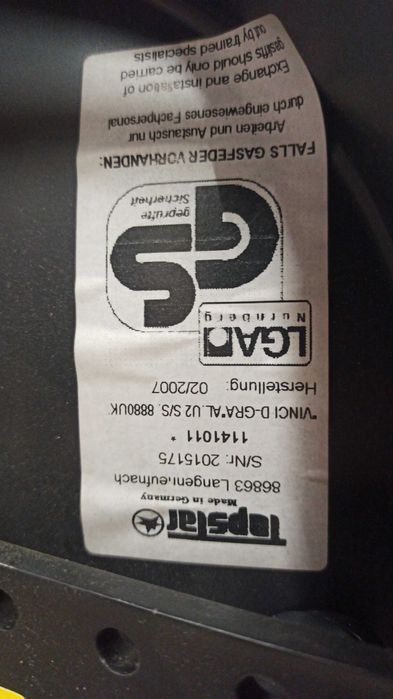 Topstar
Made in Germany
86863 Langenneufnach
S/Nr: 2015175
1141011 *
*VINCI D-GRA*AL.U2 S/S, 8880UK
Herstellung: 02/2007
LGA
Nürnberg
GS
geprüfte
Sicherheit
FALLS GASFEDER VORHANDEN:
Arbeiten und Austausch nur
durch eingewiesenes Fachpersonal
Exchange and installation of
gaslifts should only be carried
out by trained specialists